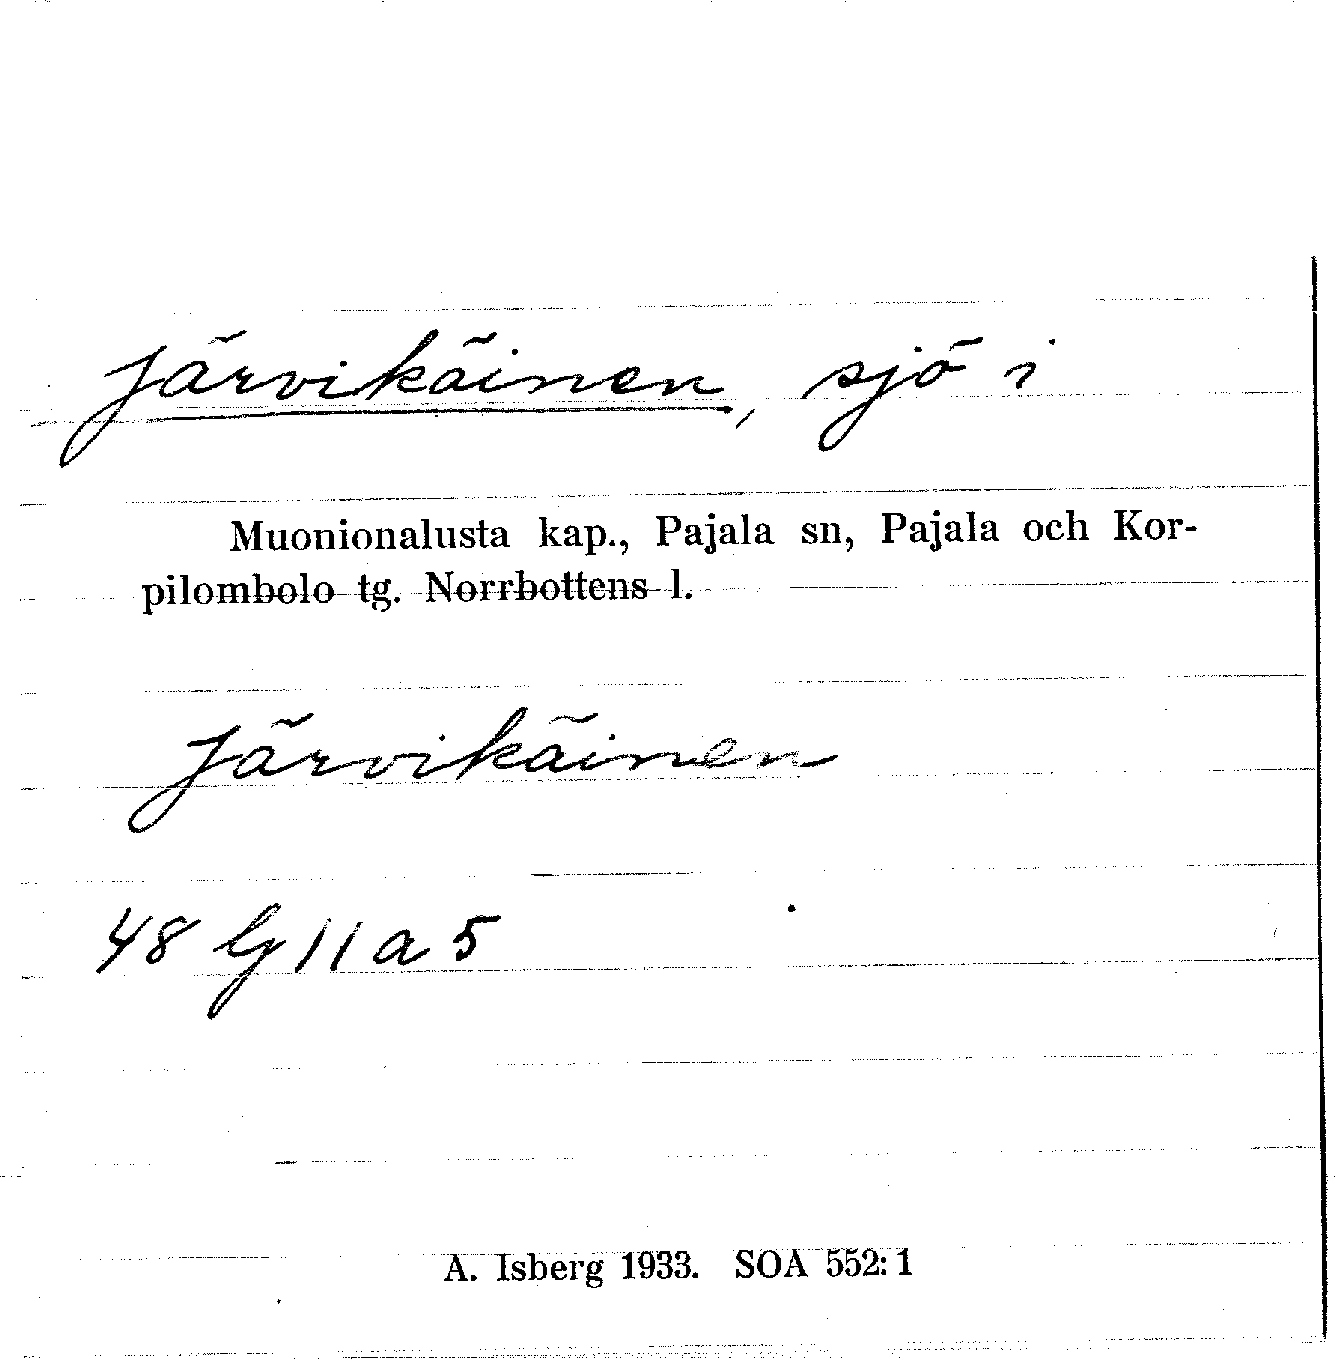 Järvikäinen, sjö i
Muonionalusta kap., Pajala sn, Pajala och Kor-
pilombolo tg. Norrbottens l.
Järvikäinen
48 G 11 a 5
A. Isberg 1933. SOA 552: 1